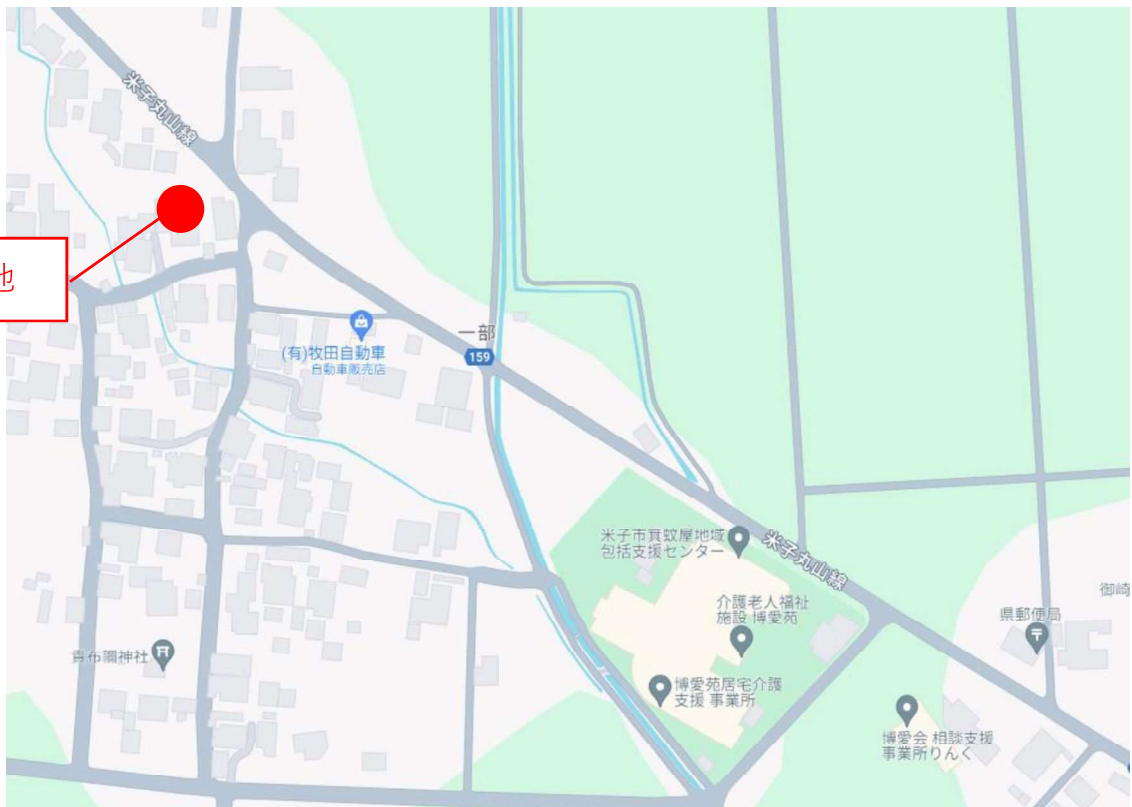 米子丸山線
地
一部
159
(有)牧田自動車
自動車販売店
米子市箕蚊屋地域
包括支援センター
米子丸山線
介護老人福祉
施設 博愛苑
御崎
県郵便局
貴布禰神社
博愛苑居宅介護
支援 事業所
博愛会 相談支援
事業所りんく